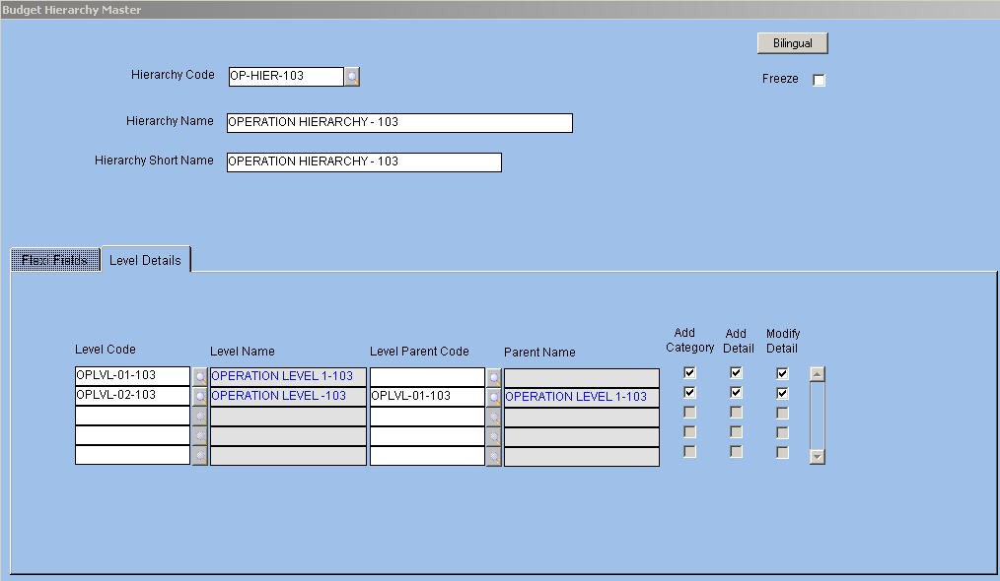 Budget Hierarchy Master
Bilingual
Hierarchy Code OP-HIER-103
Freeze
Hierarchy Name OPERATION HIERARCHY - 103
Hierarchy Short Name OPERATION HIERARCHY - 103
Flexi Fields Level Details
Level Code Level Name Level Parent Code Parent Name Add Category Add Detail Modify Detail
OPLVL-01-103 OPERATION LEVEL 1-103
OPLVL-02-103 OPERATION LEVEL -103 OPLVL-01-103 OPERATION LEVEL 1-103